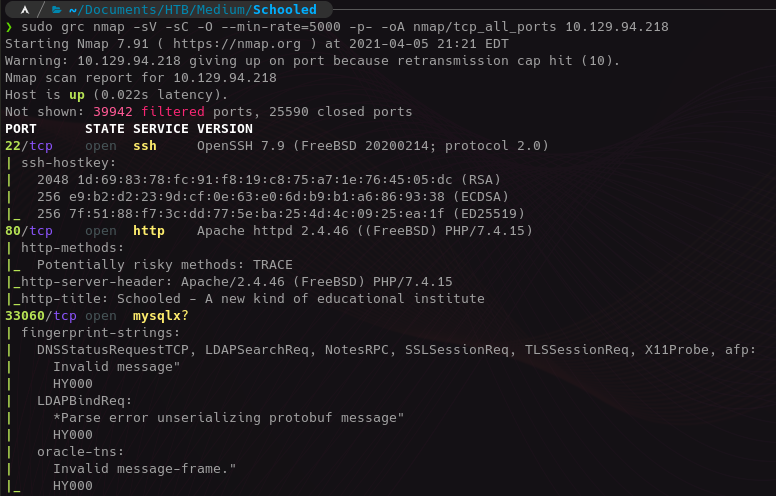 ~/Documents/HTB/Medium/Schooled
❯ sudo grc nmap -sV -sC -O --min-rate=5000 -p- -oA nmap/tcp_all_ports 10.129.94.218
Starting Nmap 7.91 ( https://nmap.org ) at 2021-04-05 21:21 EDT
Warning: 10.129.94.218 giving up on port because retransmission cap hit (10).
Nmap scan report for 10.129.94.218
Host is up (0.022s latency).
Not shown: 39942 filtered ports, 25590 closed ports
PORT      STATE SERVICE VERSION
22/tcp    open  ssh     OpenSSH 7.9 (FreeBSD 20200214; protocol 2.0)
| ssh-hostkey:
|   2048 1d:69:83:78:fc:91:f8:19:c8:75:a7:1e:76:45:05:dc (RSA)
|   256 e9:b2:d2:23:9d:cf:0e:63:e0:6d:b9:b1:a6:86:93:38 (ECDSA)
|_  256 7f:51:88:f7:3c:dd:77:5e:ba:25:4d:4c:09:25:ea:1f (ED25519)
80/tcp    open  http    Apache httpd 2.4.46 ((FreeBSD) PHP/7.4.15)
| http-methods:
|_  Potentially risky methods: TRACE
|_http-server-header: Apache/2.4.46 (FreeBSD) PHP/7.4.15
|_http-title: Schooled - A new kind of educational institute
33060/tcp open  mysqlx?
| fingerprint-strings:
|   DNSStatusRequestTCP, LDAPSearchReq, NotesRPC, SSLSessionReq, TLSSessionReq, X11Probe, afp:
|     Invalid message"
|     HY000
|   LDAPBindReq:
|     *Parse error unserializing protobuf message"
|     HY000
|   oracle-tns:
|     Invalid message-frame."
|_    HY000